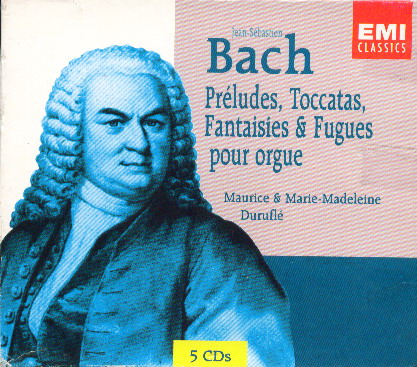 Jean-Sébastien
Bach
Préludes, Toccatas,
Fantaisies & Fugues
pour orgue
Maurice & Marie-Madeleine
Duruflé
EMI
CLASSICS
5 CDs